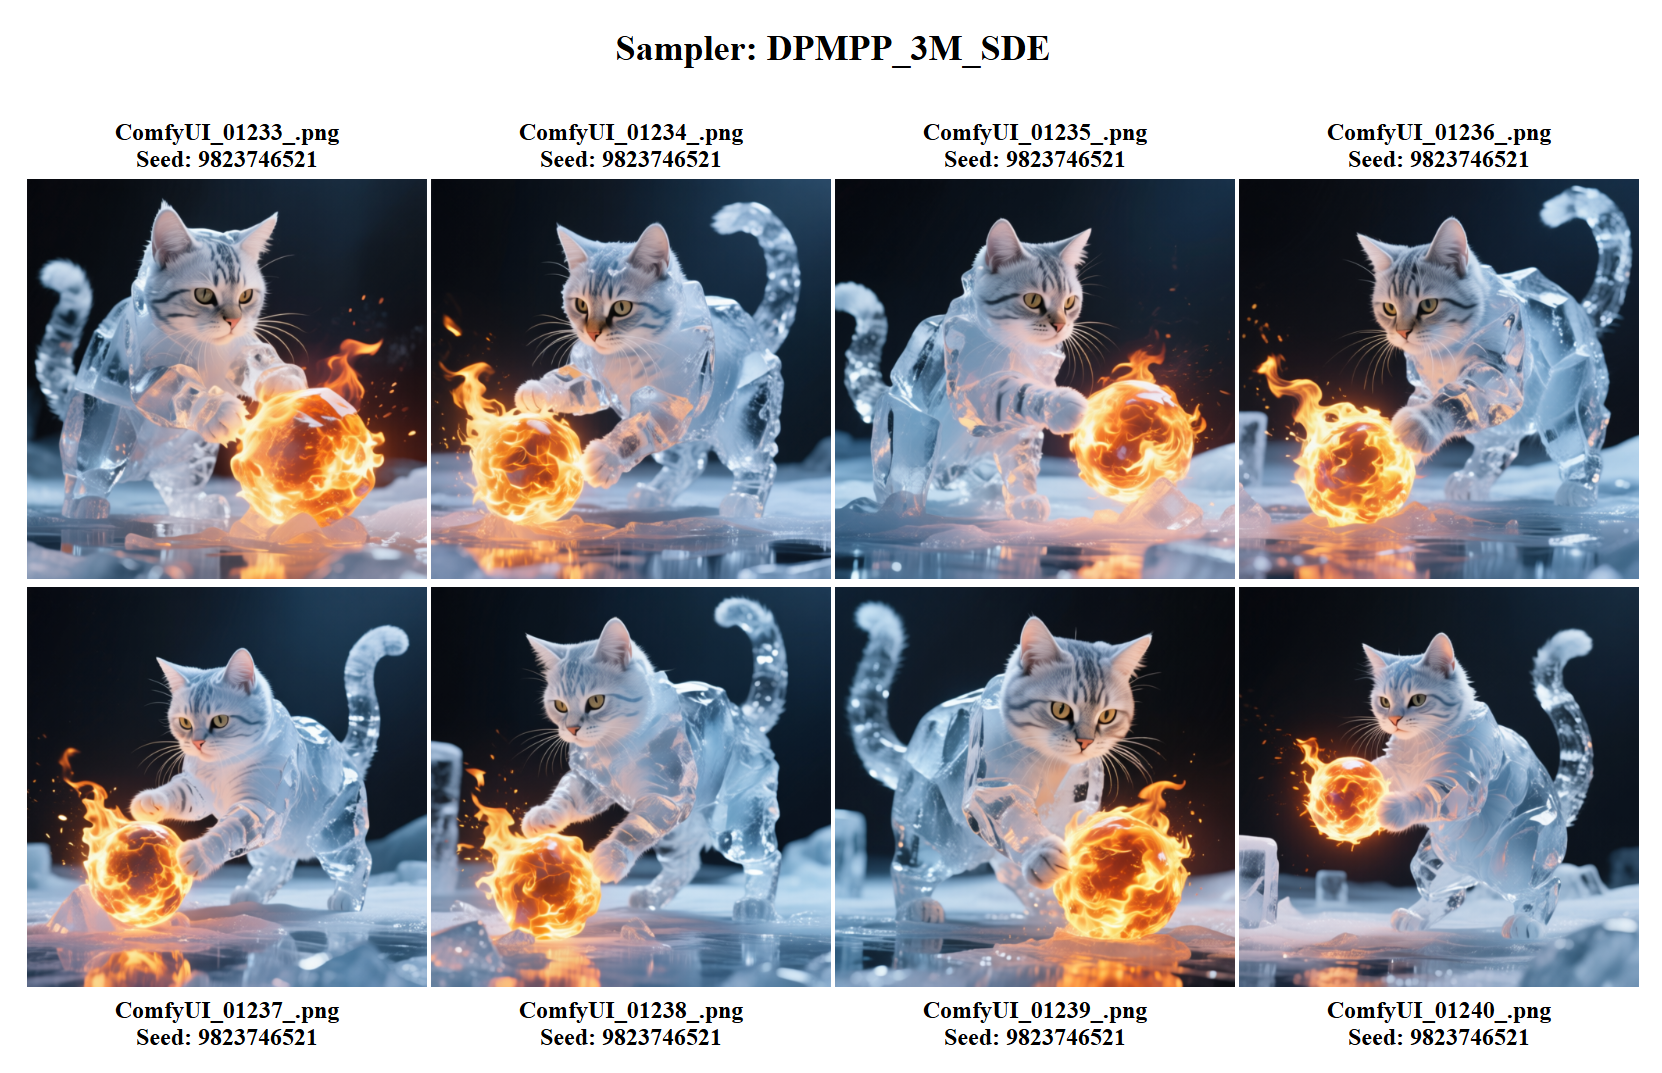 Sampler: DPMPP_3M_SDE
ComfyUI_01233_.png
Seed: 9823746521
ComfyUI_01234_.png
Seed: 9823746521
ComfyUI_01235_.png
Seed: 9823746521
ComfyUI_01236_.png
Seed: 9823746521
ComfyUI_01237_.png
Seed: 9823746521
ComfyUI_01238_.png
Seed: 9823746521
ComfyUI_01239_.png
Seed: 9823746521
ComfyUI_01240_.png
Seed: 9823746521